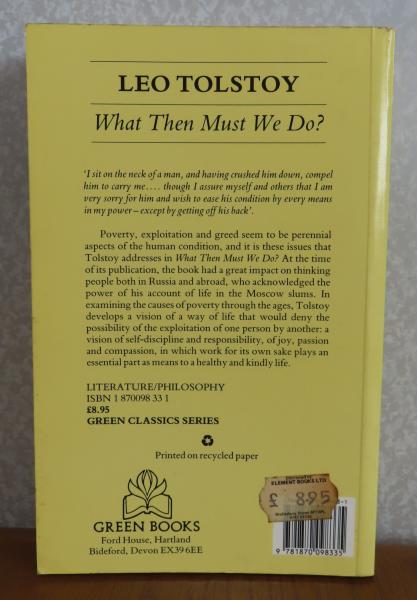 LEO TOLSTOY
What Then Must We Do?
‘I sit on the neck of a man, and having crushed him down, compel
him to carry me.... though I assure myself and others that I am
very sorry for him and wish to ease his condition by every means
in my power – except by getting off his back’.
Poverty, exploitation and greed seem to be perennial
aspects of the human condition, and it is these issues that
Tolstoy addresses in What Then Must We Do? At the time
of its publication, the book had a great impact on thinking
people both in Russia and abroad, who acknowledged the
power of his account of life in the Moscow slums. In
examining the causes of poverty through the ages, Tolstoy
develops a vision of a way of life that would deny the
possibility of the exploitation of one person by another: a
vision of self-discipline and responsibility, of joy, passion
and compassion, in which work for its own sake plays an
essential part as means to a healthy and kindly life.
LITERATURE/PHILOSOPHY
ISBN 1 870098 33 1
£8.95
GREEN CLASSICS SERIES
Printed on recycled paper
ELEMENT BOOKS LTD
£ 8.95
GREEN BOOKS
Ford House, Hartland
Bideford, Devon EX39 6EE
9 781870 098335